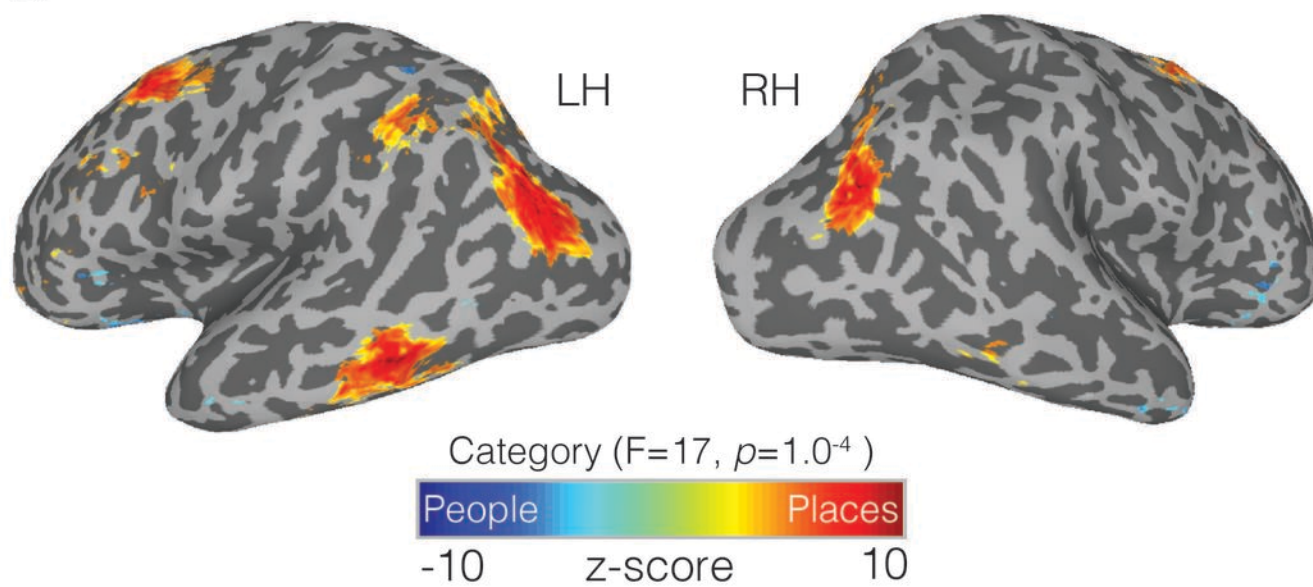 LH
RH
Category (F=17, p=1.0-4 )
People
Places
-10
z-score
10